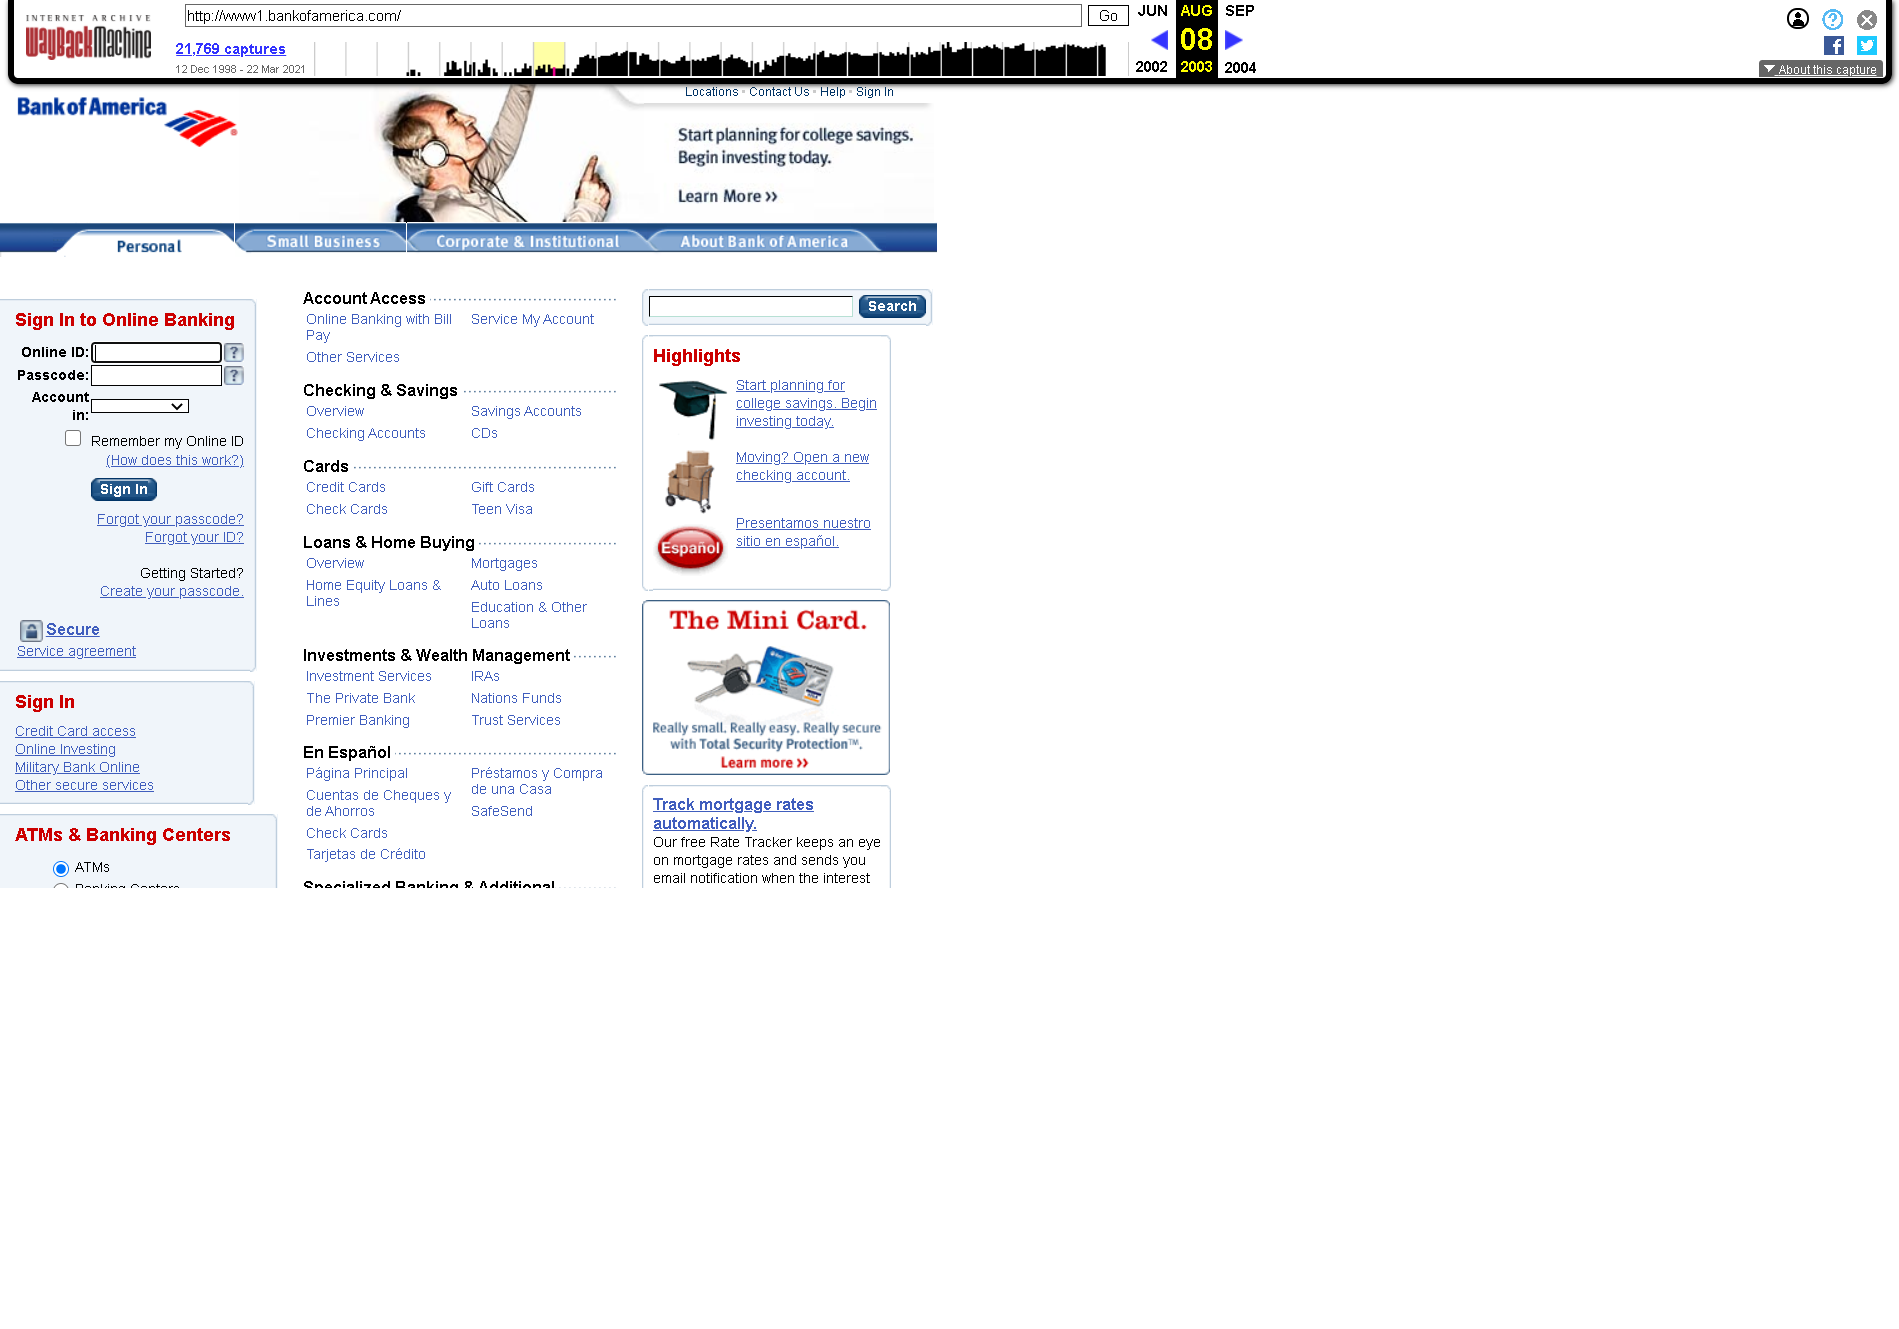 INTERNET ARCHIVE
WayBackMachine
http://www1.bankofamerica.com/
Go
JUN
AUG
SEP
21,769 captures
08
12 Dec 1998 - 22 Mar 2021
2002
2003
2004
About this capture
Bank of America
Locations
Contact Us
Help
Sign In
Start planning for college savings.
Begin investing today.
Learn More >>
Personal
Small Business
Corporate & Institutional
About Bank of America
Sign In to Online Banking
Online ID:
?
Passcode:
?
Account
in:
Remember my Online ID
(How does this work?)
Sign In
Forgot your passcode?
Forgot your ID?
Getting Started?
Create your passcode.
Secure
Service agreement
Sign In
Credit Card access
Online Investing
Military Bank Online
Other secure services
ATMs & Banking Centers
ATMs
Banking Centers
Account Access
Online Banking with Bill
Pay
Service My Account
Other Services
Checking & Savings
Overview
Savings Accounts
Checking Accounts
CDs
Cards
Credit Cards
Gift Cards
Check Cards
Teen Visa
Loans & Home Buying
Overview
Mortgages
Home Equity Loans &
Lines
Auto Loans
Education & Other
Loans
Investments & Wealth Management
Investment Services
IRAs
The Private Bank
Nations Funds
Premier Banking
Trust Services
En Español
Página Principal
Préstamos y Compra
de una Casa
Cuentas de Cheques y
de Ahorros
SafeSend
Check Cards
Tarjetas de Crédito
Specialized Banking & Additional
Search
Highlights
Start planning for
college savings. Begin
investing today.
Moving? Open a new
checking account.
Español
Presentamos nuestro
sitio en español.
The Mini Card.
Really small. Really easy. Really secure
with Total Security Protection™.
Learn more >>
Track mortgage rates
automatically.
Our free Rate Tracker keeps an eye
on mortgage rates and sends you
email notification when the interest